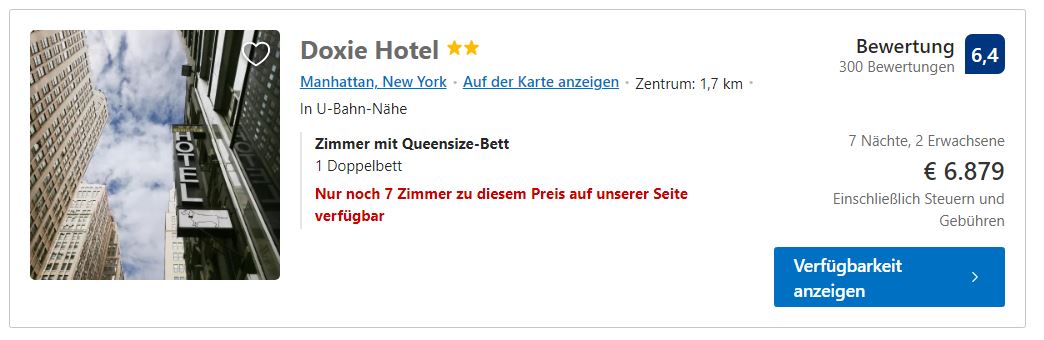 Doxie Hotel
Manhattan, New York • Auf der Karte anzeigen • Zentrum: 1,7 km •
In U-Bahn-Nähe
Zimmer mit Queensize-Bett
1 Doppelbett
Nur noch 7 Zimmer zu diesem Preis auf unserer Seite
verfügbar
Bewertung
300 Bewertungen
6,4
7 Nächte, 2 Erwachsene
€ 6.879
Einschließlich Steuern und
Gebühren
Verfügbarkeit
anzeigen
HOTEL